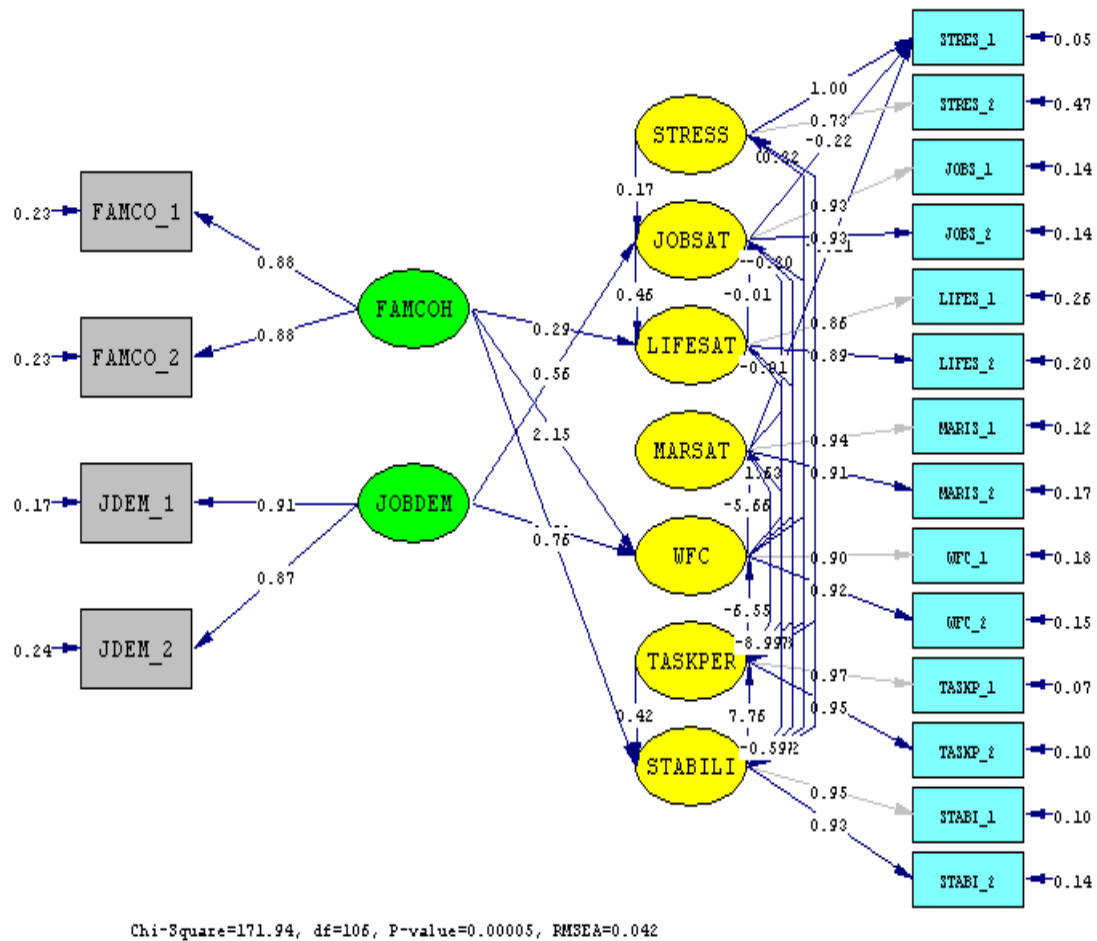 STRES_1
0.05
1.00
STRES_2
0.47
0.73
STRESS
-0.22
JOBS_1
0.14
0.17
0.93
FAMCO_1
0.23
JOBSAT
0.93
JOBS_2
0.14
0.88
0.46
-0.01
LIFES_1
0.26
FAMCOH
0.29
0.86
0.88
LIFESAT
0.89
FAMCO_2
0.23
LIFES_2
0.20
0.56
2.15
MARSAT
0.94
MARIS_1
0.12
0.91
MARIS_2
0.17
JDEM_1
0.17
0.91
JOBDEM
-5.66
0.76
WFC
0.90
WFC_1
0.18
0.87
0.92
-6.55
WFC_2
0.15
JDEM_2
0.24
TASKPER
0.97
TASKP_1
0.07
0.42
7.76
0.95
TASKP_2
0.10
STABILI
0.95
STABI_1
0.10
0.93
STABI_2
0.14
Chi-Square=171.94, df=106, P-value=0.00005, RMSEA=0.042